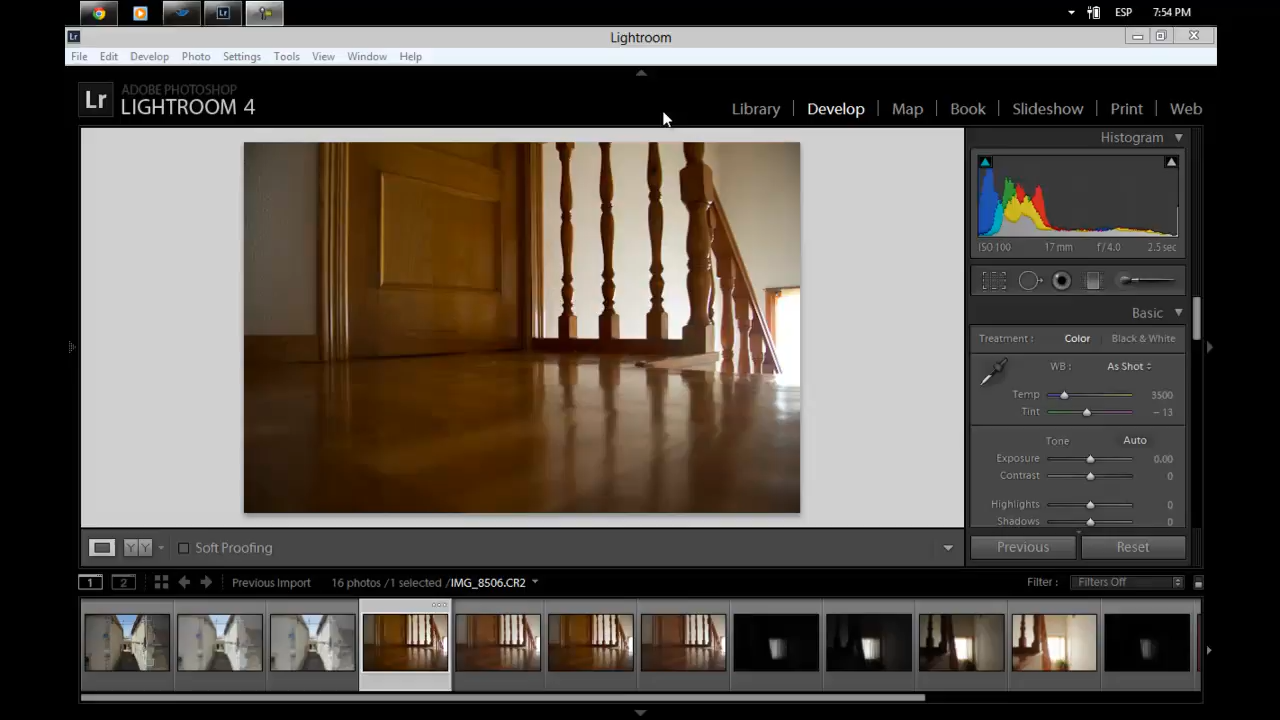 ESP 7:54 PM
Lr Lightroom
File Edit Develop Photo Settings Tools View Window Help
Lr ADOBE PHOTOSHOP
LIGHTROOM 4
Library Develop Map Book Slideshow Print Web
Histogram
ISO 100 17 mm f/4.0 2.5 sec
Basic
Treatment : Color Black & White
WB : As Shot
Temp 3500
Tint – 13
Tone Auto
Exposure 0.00
Contrast 0
Highlights 0
Shadows 0
Y Y Soft Proofing
Previous Reset
1 2 Previous Import 16 photos /1 selected /IMG_8506.CR2 Filter : Filters Off